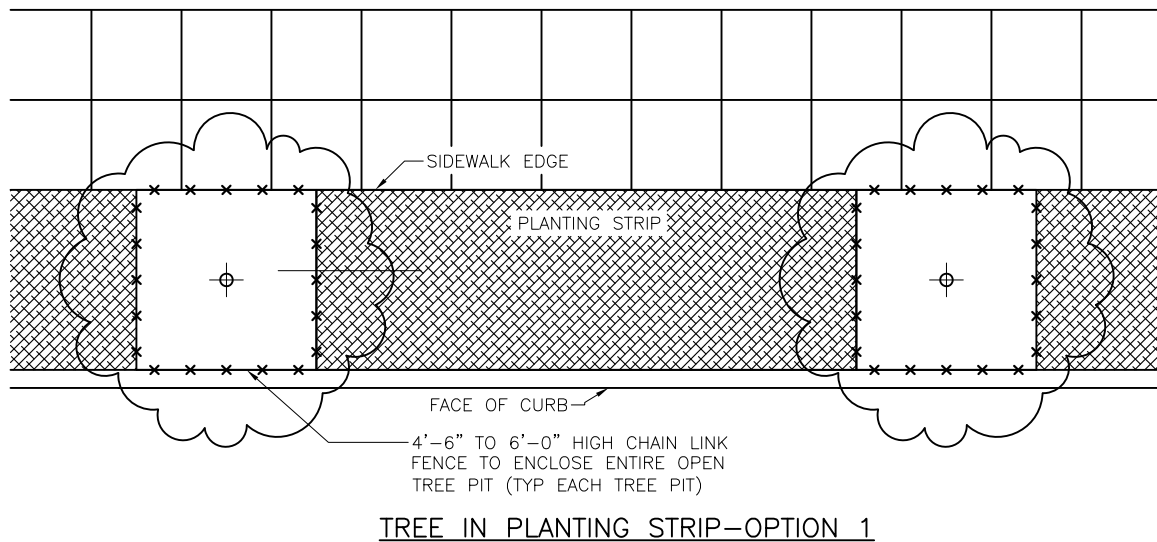 SIDEWALK EDGE
PLANTING STRIP
FACE OF CURB
4'-6" TO 6'-0" HIGH CHAIN LINK
FENCE TO ENCLOSE ENTIRE OPEN
TREE PIT (TYP EACH TREE PIT)
TREE IN PLANTING STRIP-OPTION 1